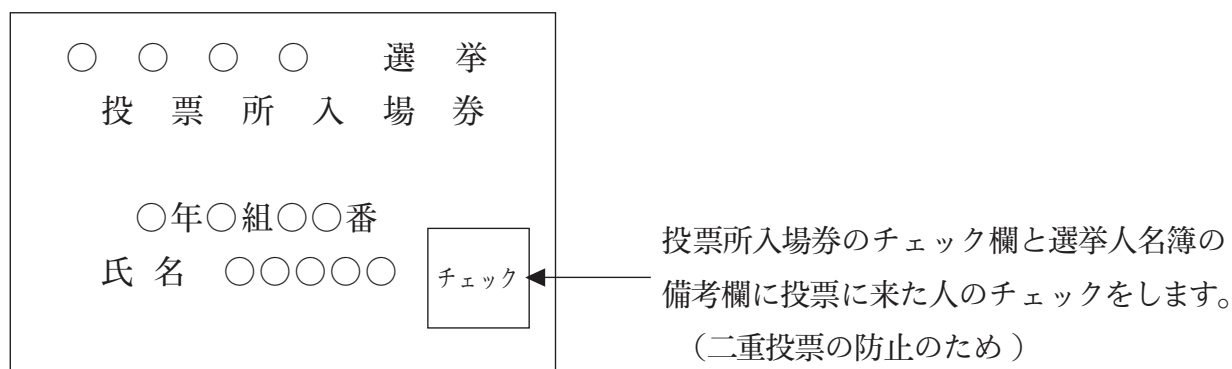 ○○○○ 選挙
投票所入場券
○年○組○○番
氏名 ○○○○○
チェック
投票所入場券のチェック欄と選挙人名簿の
備考欄に投票に来た人のチェックをします。
(二重投票の防止のため)